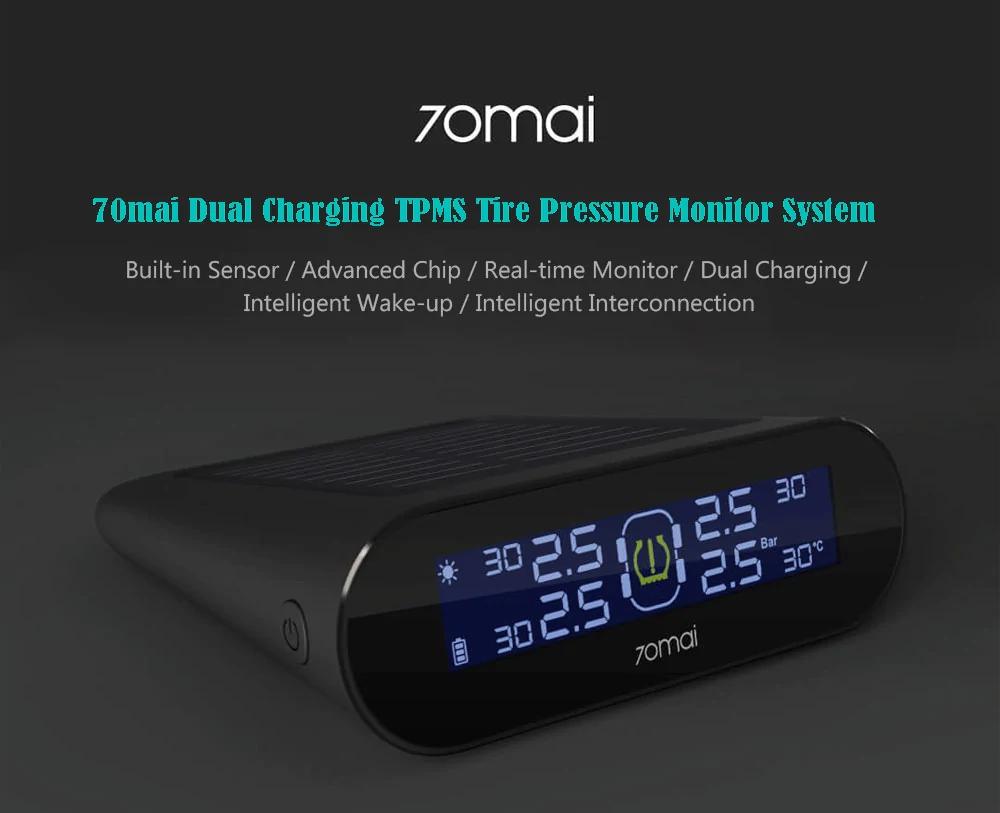 70mai
70mai Dual Charging TPMS Tire Pressure Monitor System
Built-in Sensor / Advanced Chip / Real-time Monitor / Dual Charging /
Intelligent Wake-up / Intelligent Interconnection
30 2.5 2.5 30
30 2.5 2.5 Bar 30°C
70mai